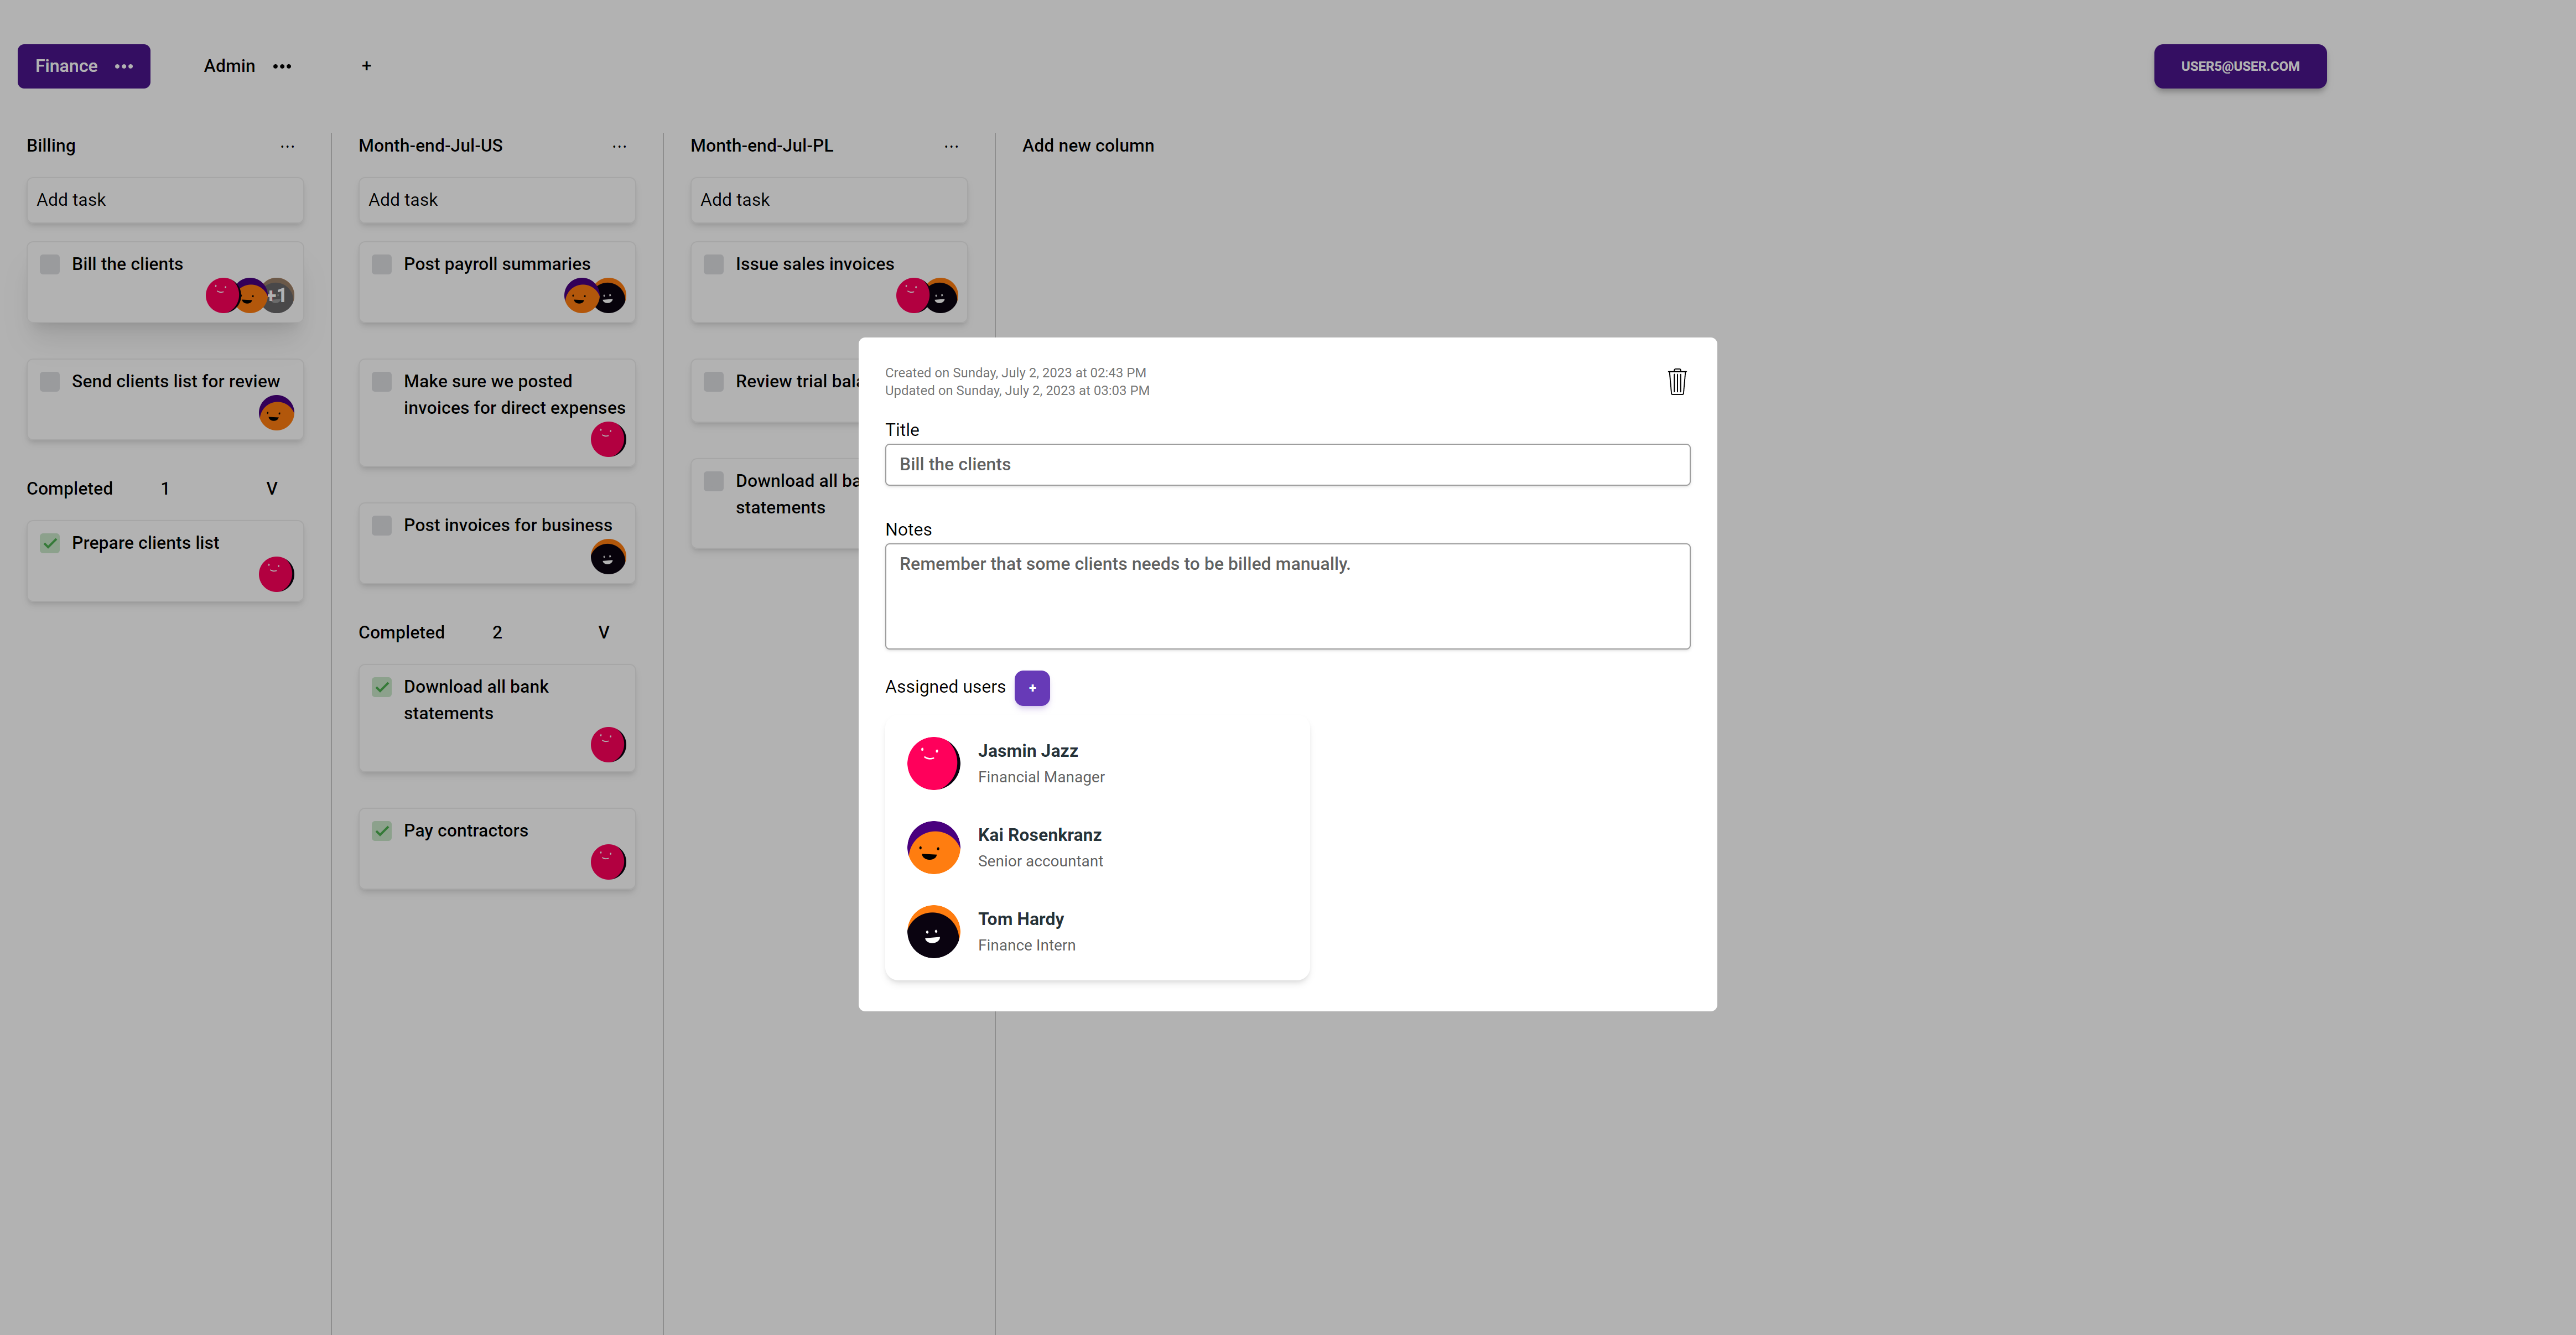 Finance ••• Admin ••• + USER5@USER.COM
Billing ...
Add task
Bill the clients
+1
Send clients list for review
Completed 1 V
Prepare clients list
Month-end-Jul-US ...
Add task
Post payroll summaries
Make sure we posted
invoices for direct expenses
Post invoices for business
Completed 2 V
Download all bank
statements
Pay contractors
Month-end-Jul-PL ...
Add task
Issue sales invoices
Review trial
Download all
statements
Add new column
Created on Sunday, July 2, 2023 at 02:43 PM
Updated on Sunday, July 2, 2023 at 03:03 PM
Title
Bill the clients
Notes
Remember that some clients needs to be billed manually.
Assigned users +
Jasmin Jazz
Financial Manager
Kai Rosenkranz
Senior accountant
Tom Hardy
Finance Intern